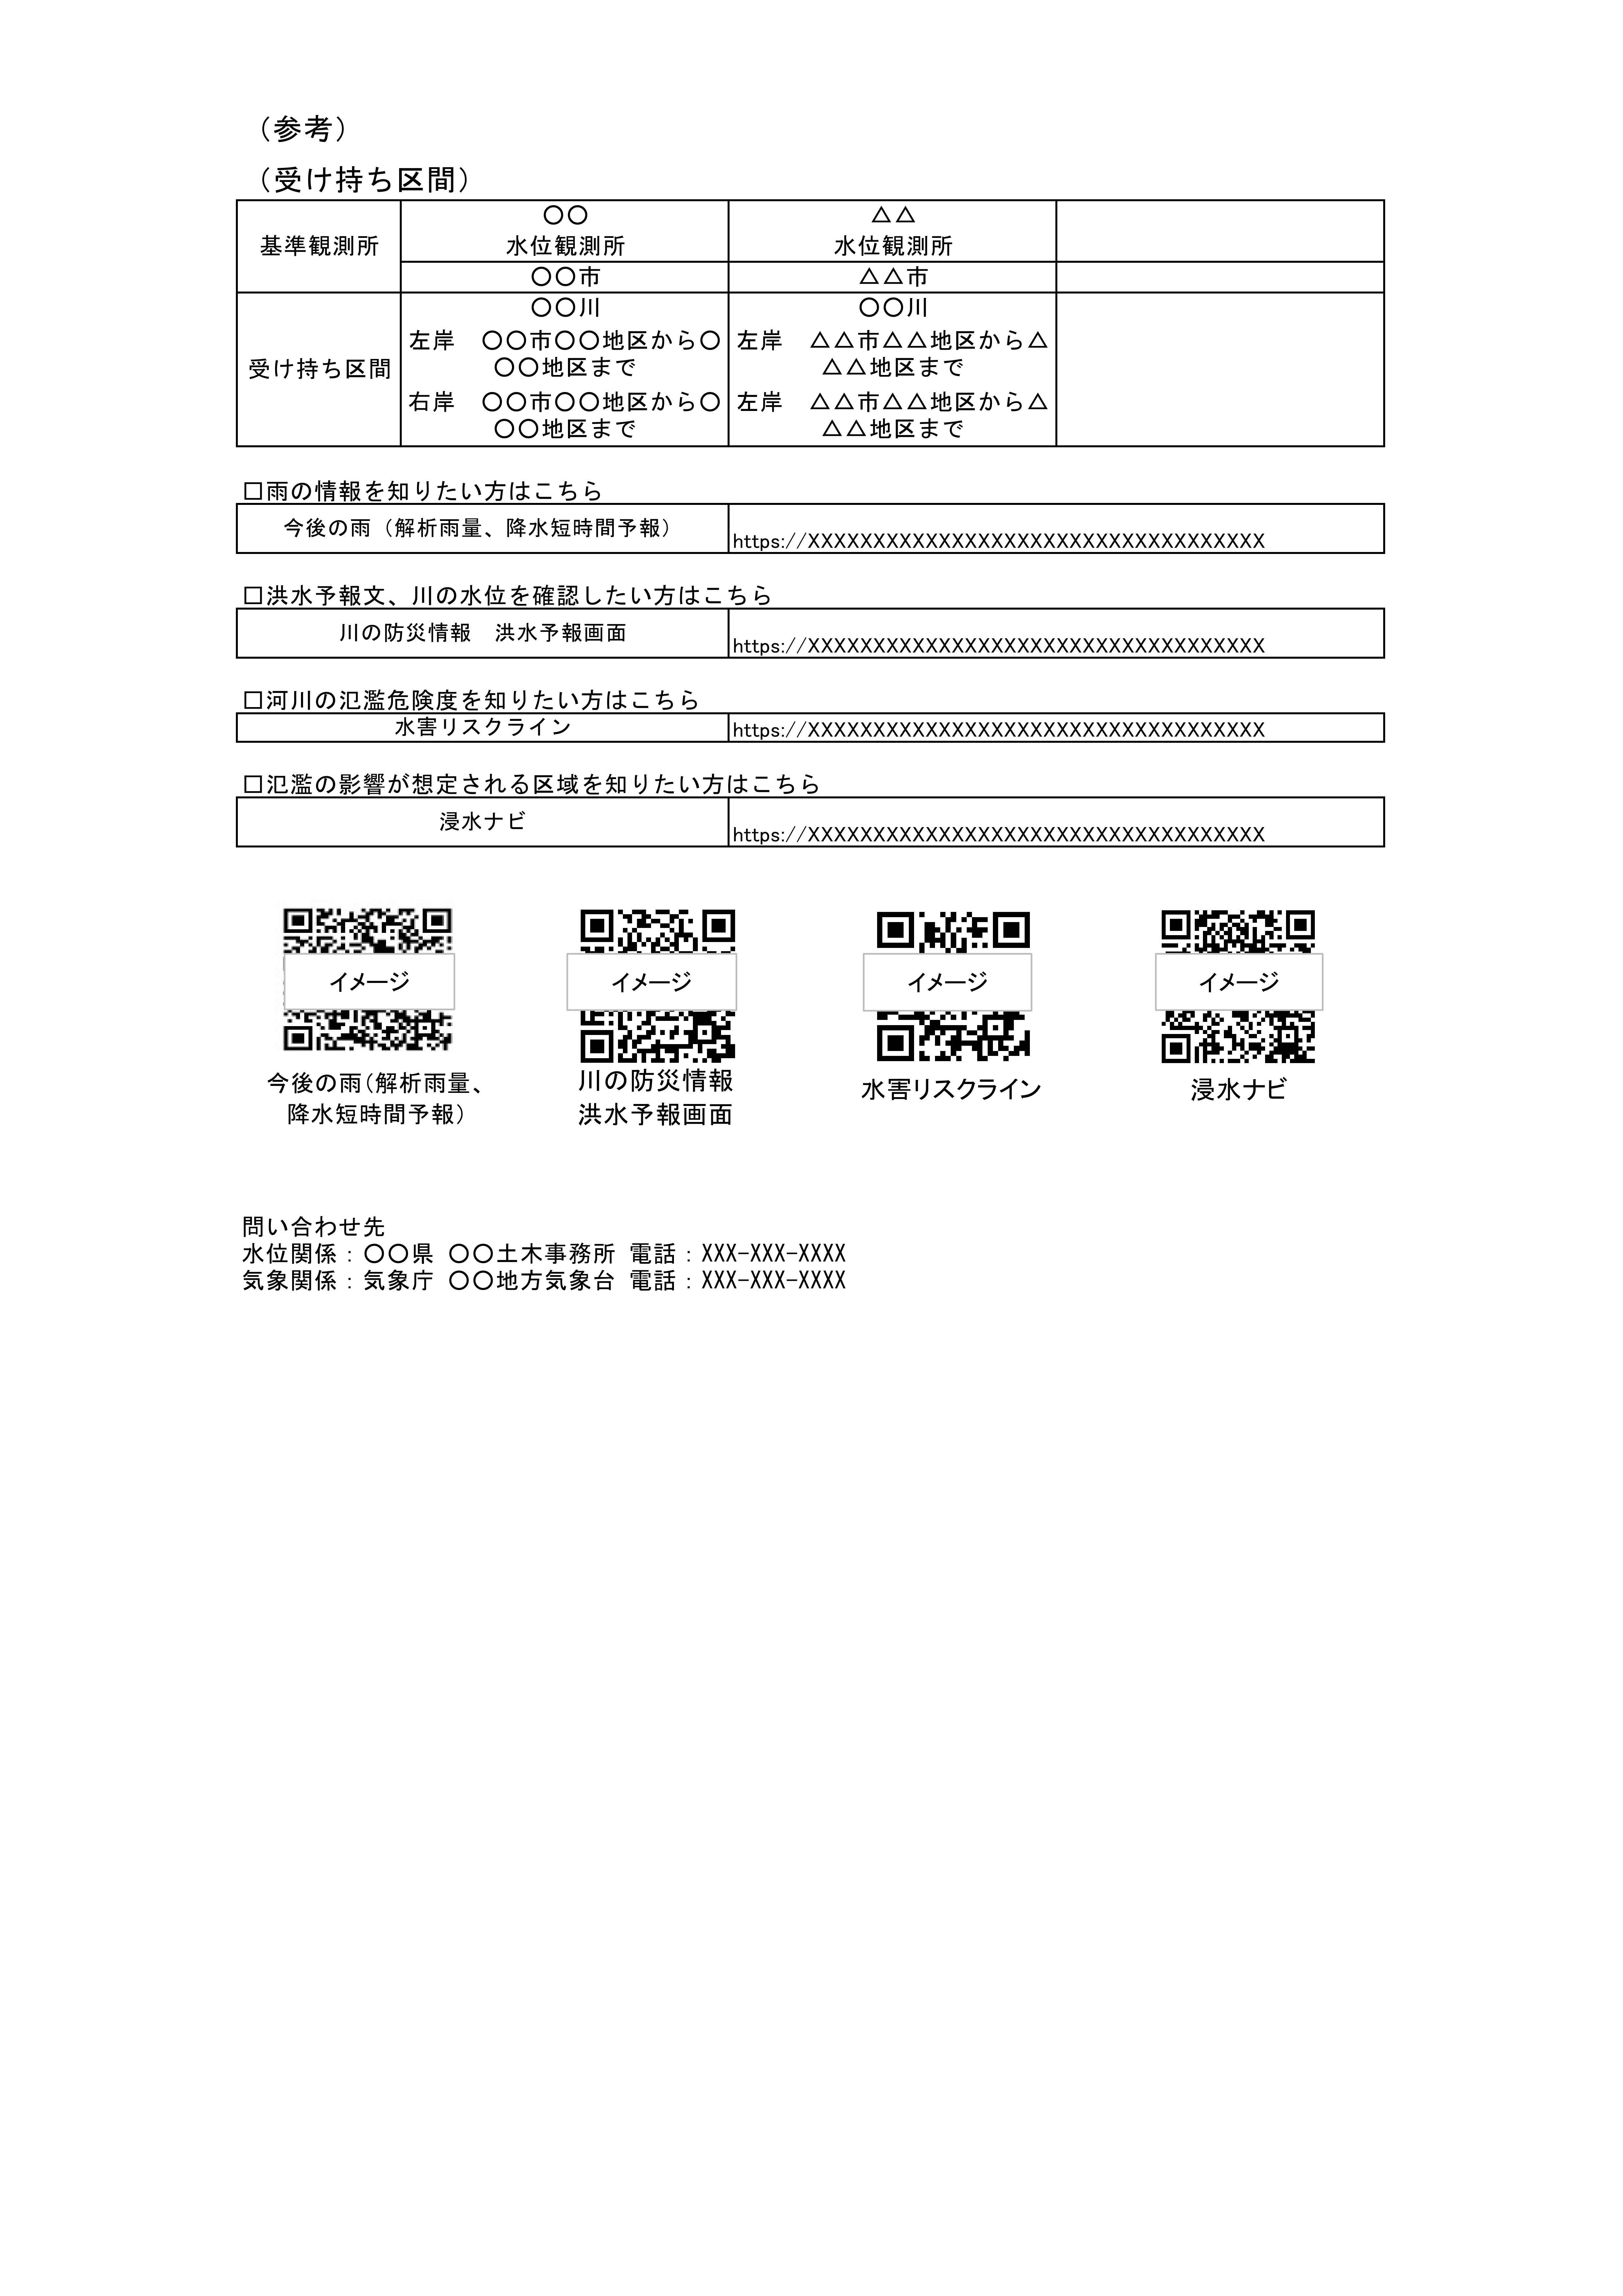 （参考）
（受け持ち区間）
基準観測所
〇〇
水位観測所
△△
水位観測所
〇〇市
△△市
受け持ち区間
〇〇川
左岸　〇〇市〇〇地区から〇
〇〇地区まで
右岸　〇〇市〇〇地区から〇
〇〇地区まで
〇〇川
左岸　△△市△△地区から△
△△地区まで
左岸　△△市△△地区から△
△△地区まで
□雨の情報を知りたい方はこちら
今後の雨（解析雨量、降水短時間予報）
https://XXXXXXXXXXXXXXXXXXXXXXXXXXXXXXXXXXX
□洪水予報文、川の水位を確認したい方はこちら
川の防災情報　洪水予報画面
https://XXXXXXXXXXXXXXXXXXXXXXXXXXXXXXXXXXX
□河川の氾濫危険度を知りたい方はこちら
水害リスクライン
https://XXXXXXXXXXXXXXXXXXXXXXXXXXXXXXXXXXX
□氾濫の影響が想定される区域を知りたい方はこちら
浸水ナビ
https://XXXXXXXXXXXXXXXXXXXXXXXXXXXXXXXXXXX
イメージ
イメージ
イメージ
イメージ
今後の雨（解析雨量、
降水短時間予報）
川の防災情報
洪水予報画面
水害リスクライン
浸水ナビ
問い合わせ先
水位関係：〇〇県 〇〇土木事務所 電話：XXX-XXX-XXXX
気象関係：気象庁 〇〇地方気象台 電話：XXX-XXX-XXXX